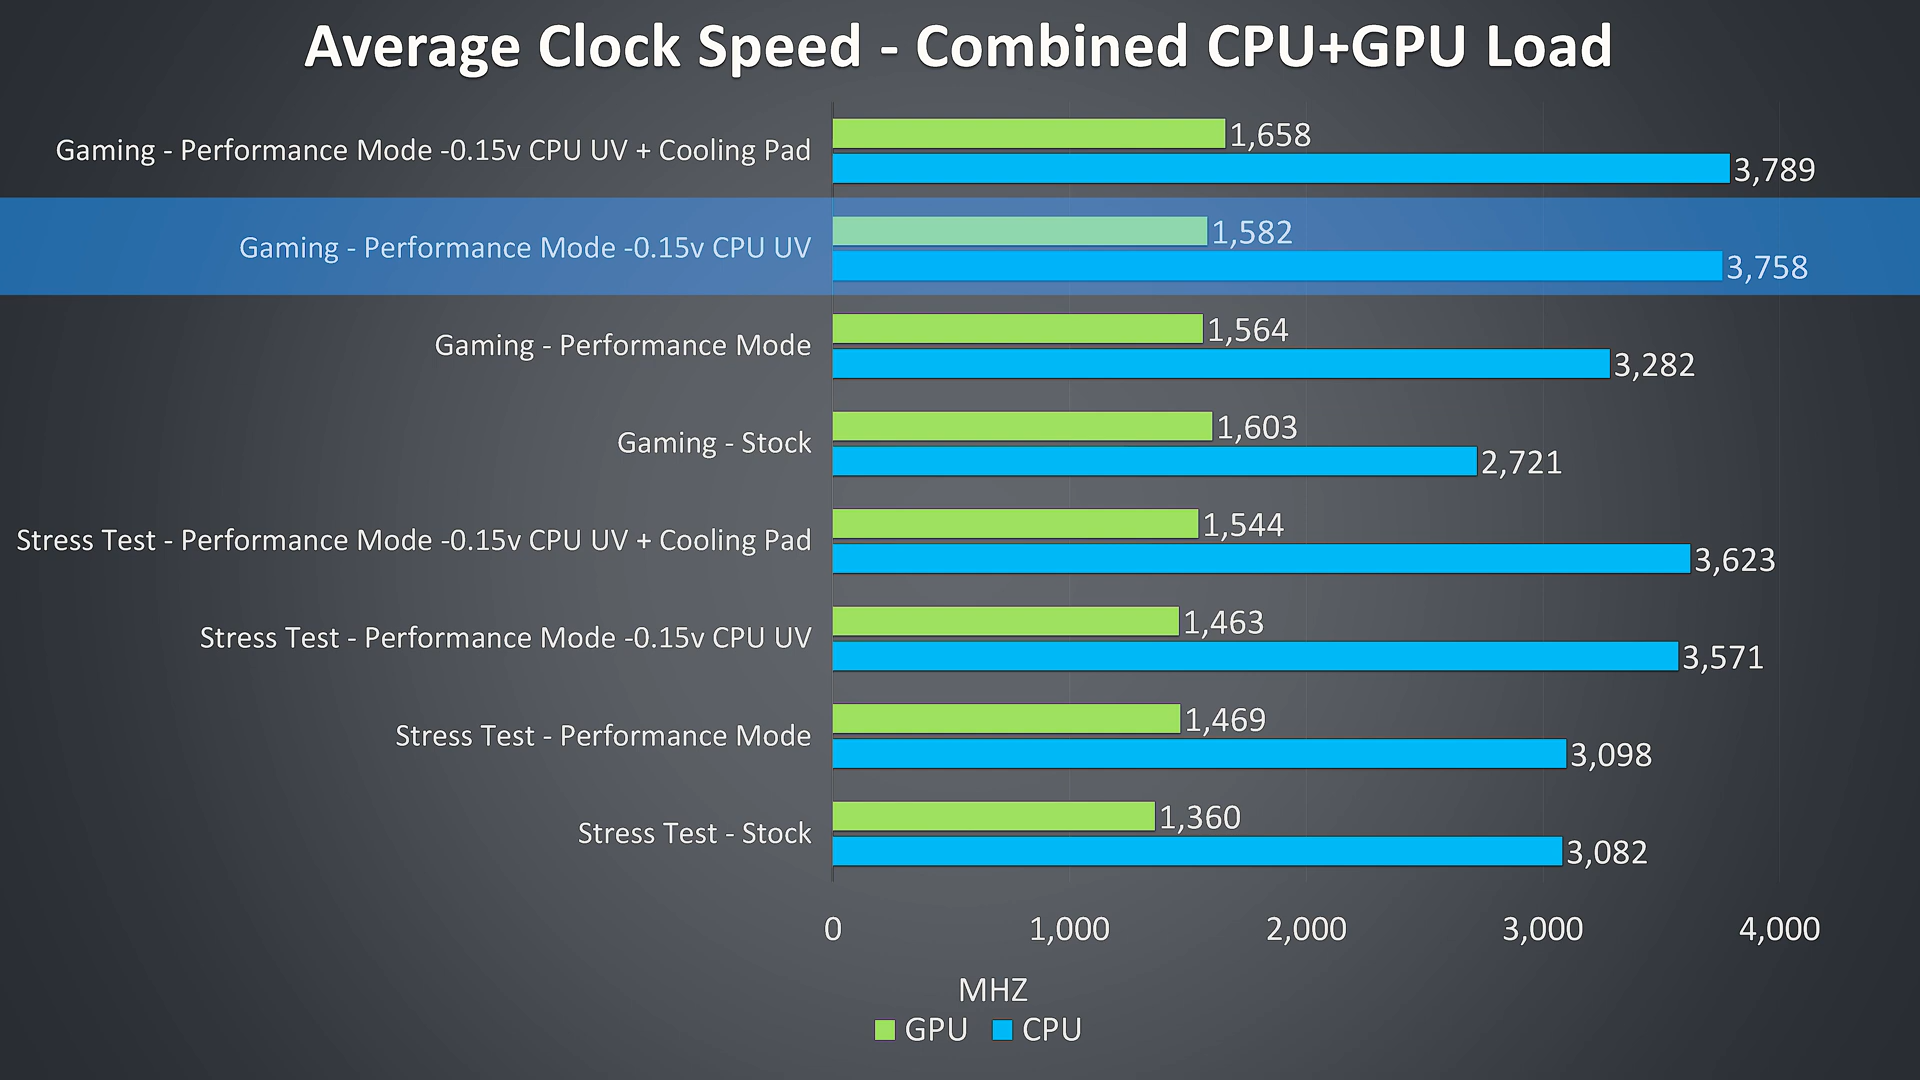 Average Clock Speed - Combined CPU+GPU Load
Gaming - Performance Mode -0.15v CPU UV + Cooling Pad
1,658
3,789
Gaming - Performance Mode -0.15v CPU UV
1,582
3,758
Gaming - Performance Mode
1,564
3,282
Gaming - Stock
1,603
2,721
Stress Test - Performance Mode -0.15v CPU UV + Cooling Pad
1,544
3,623
Stress Test - Performance Mode -0.15v CPU UV
1,463
3,571
Stress Test - Performance Mode
1,469
3,098
Stress Test - Stock
1,360
3,082
0 1,000 2,000 3,000 4,000
MHZ
GPU CPU